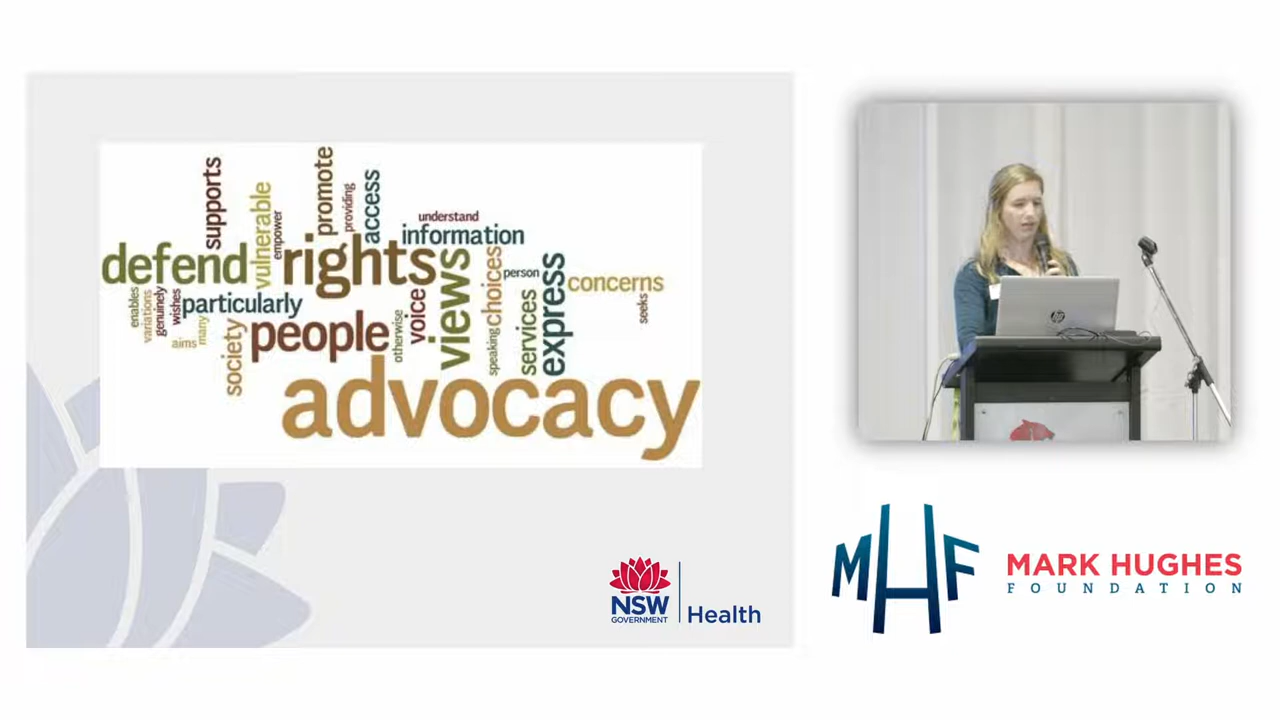 supports
vulnerable
empower
promote
providing
access
understand
information
defend
rights
views
choices
person
express
concerns
enables
variations
genuinely
wishes
particularly
voice
services
seeks
aims
many
society
people
otherwise
speaking
advocacy
NSW
GOVERNMENT
Health
hp
MHF
MARK HUGHES
FOUNDATION